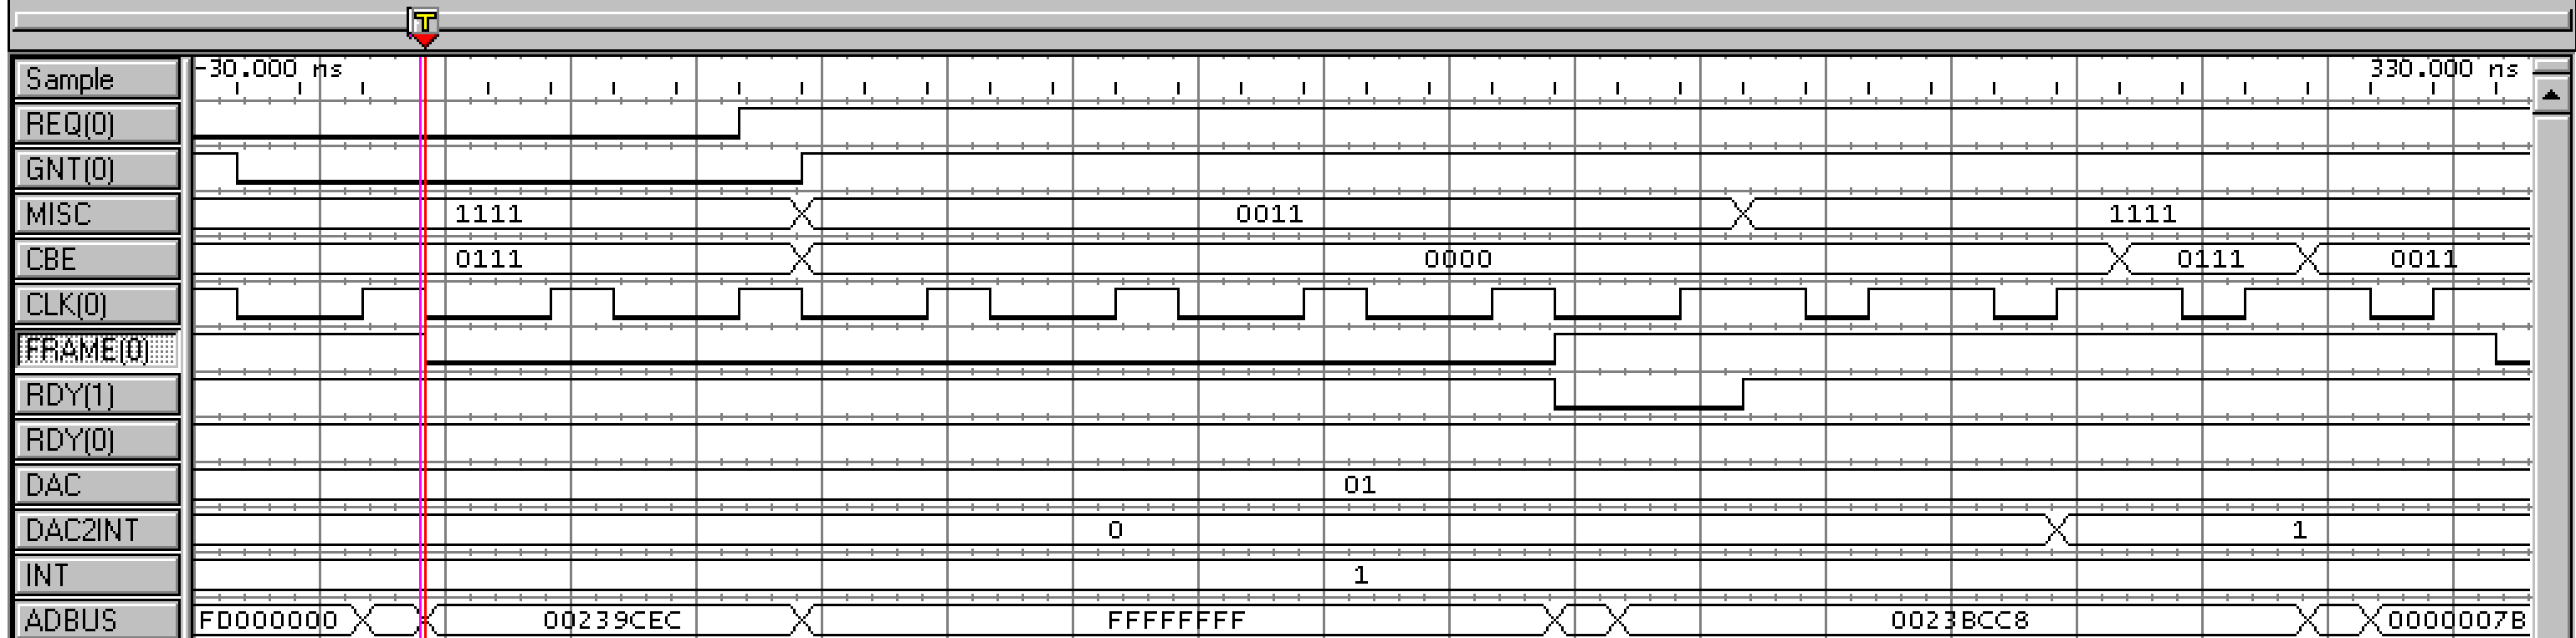 T
Sample -30.000 ns 330.000 ns
REQ(0)
GNT(0)
MISC 1111 0011 1111
CBE 0111 0000 0111 0011
CLK(0)
FRAME(0)
RDY(1)
RDY(0)
DAC 01
DAC2INT 0 1
INT 1
ADBUS FD000000 00239CEC FFFFFFFF 0023BCC8 0000007B